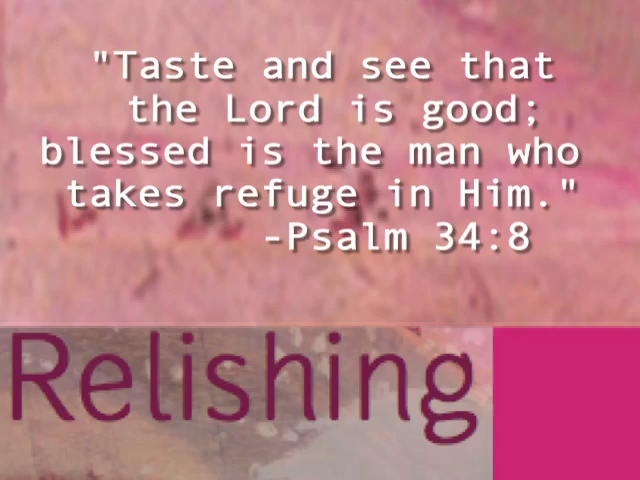 "Taste and see that
the Lord is good;
blessed is the man who
takes refuge in Him."
-Psalm 34:8
Relishing